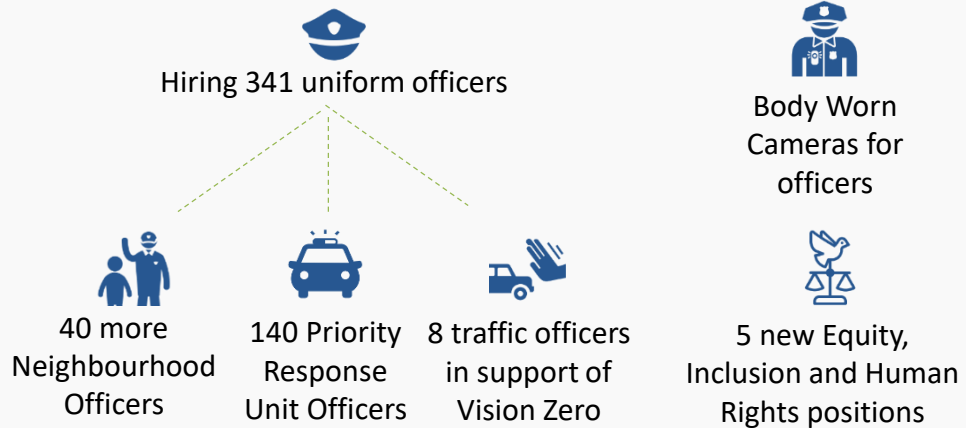 Hiring 341 uniform officers
Body Worn
Cameras for
officers
40 more
Neighbourhood
Officers
140 Priority
Response
Unit Officers
8 traffic officers
in support of
Vision Zero
5 new Equity,
Inclusion and Human
Rights positions